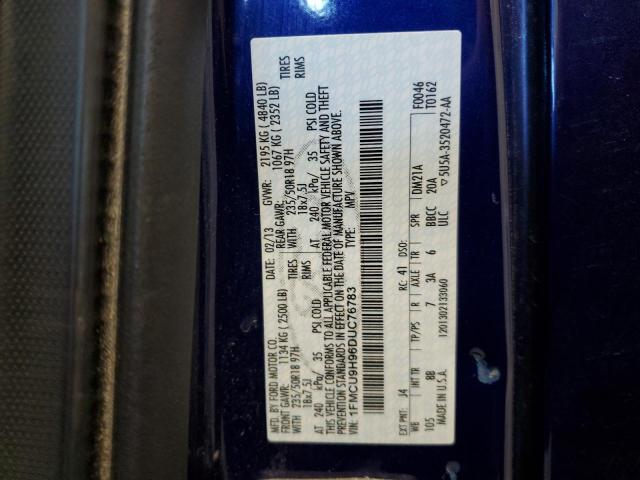 MFD. BY FORD MOTOR CO.
DATE: 02/13 GVWR: 2195 KG ( 4840 LB)
FRONT GAWR: 1134 KG ( 2500 LB) REAR GAWR: 1067 KG ( 2352 LB)
WITH 235/50R18 97H TIRES WITH 235/50R18 97H TIRES
18x7.5J RIMS 18x7.5J RIMS
AT 240 kPa/ 35 PSI COLD AT 240 kPa/ 35 PSI COLD
THIS VEHICLE CONFORMS TO ALL APPLICABLE FEDERAL MOTOR VEHICLE SAFETY AND THEFT
PREVENTION STANDARDS IN EFFECT ON THE DATE OF MANUFACTURE SHOWN ABOVE.
VIN: 1FMCU9H96DUC76783 TYPE: MPV
EXT PNT: J4 RC: 41 DSO: F0046
T0162
WB INT TR TP/PS R AXLE TR SPR DM21A
105 8B 7 3A 6 BBCC 20A
MADE IN U.S.A. 1201302133060 ULC ▽5U5A-3520472-AA